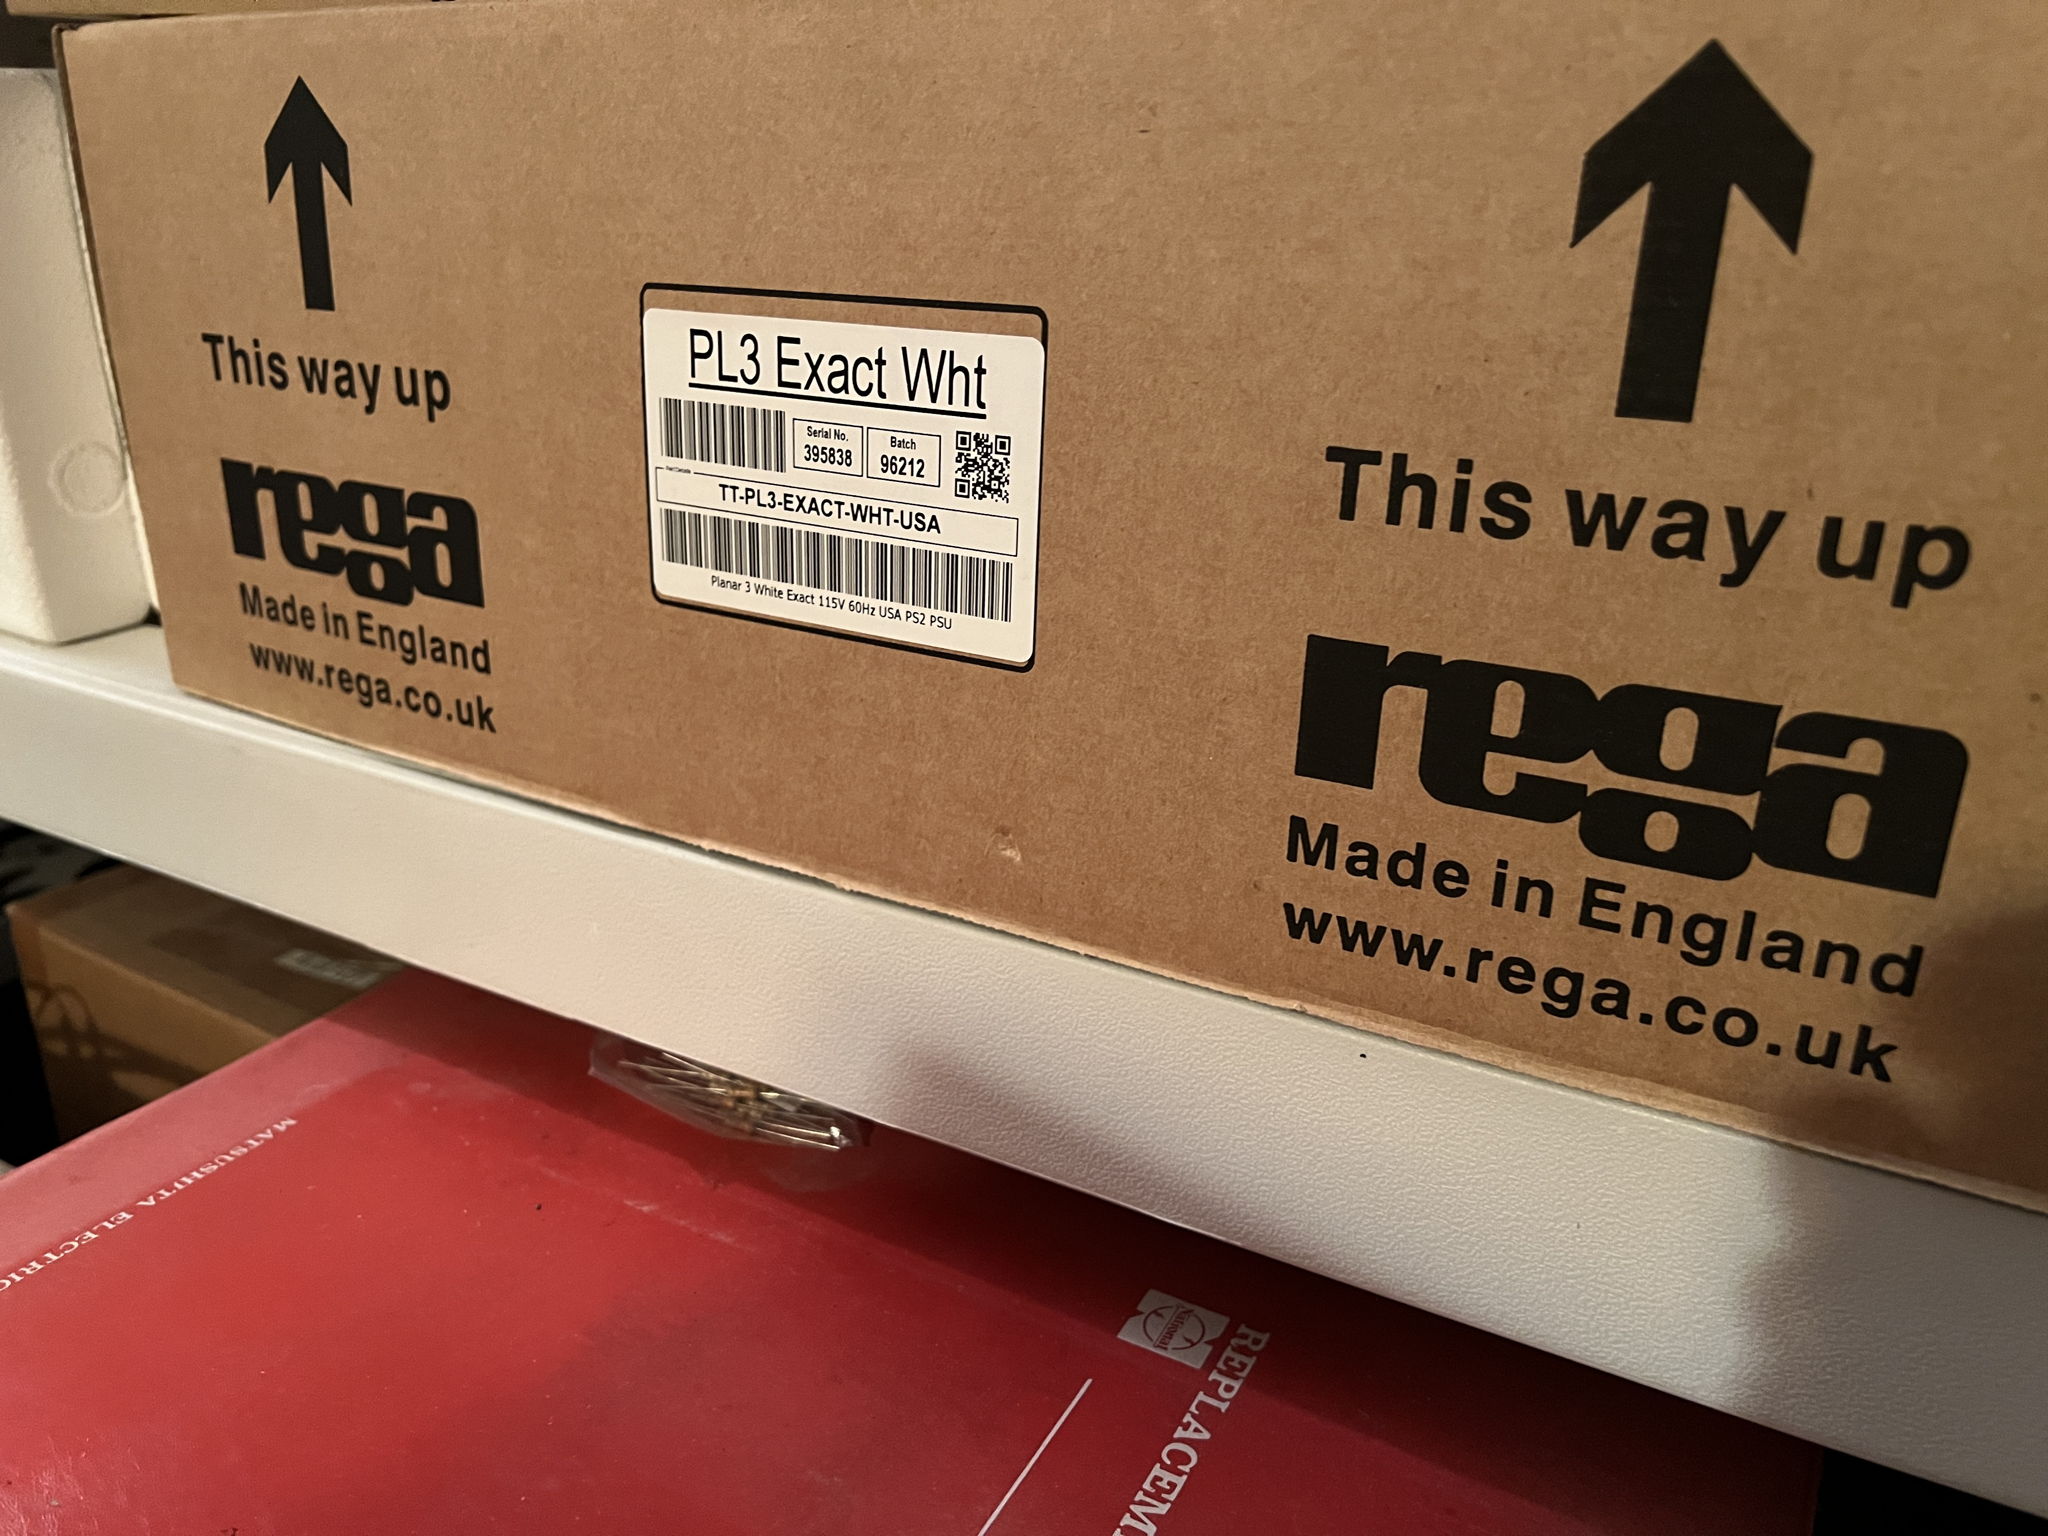 This way up
rega
Made in England
www.rega.co.uk
PL3 Exact Wht
Serial No.
395838
Batch
96212
TT-PL3-EXACT-WHT-USA
Planar 3 White Exact 115V 60Hz USA PS2 PSU
This way up
rega
Made in England
www.rega.co.uk
MATSUSHITA ELECTRIC
National
REPLACEM